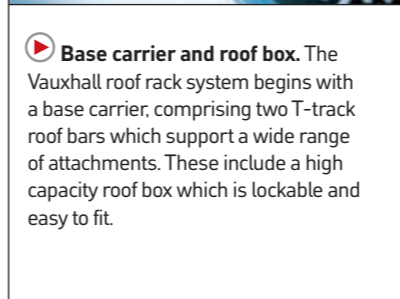 Base carrier and roof box. The
Vauxhall roof rack system begins with
a base carrier, comprising two T-track
roof bars which support a wide range
of attachments. These include a high
capacity roof box which is lockable and
easy to fit.